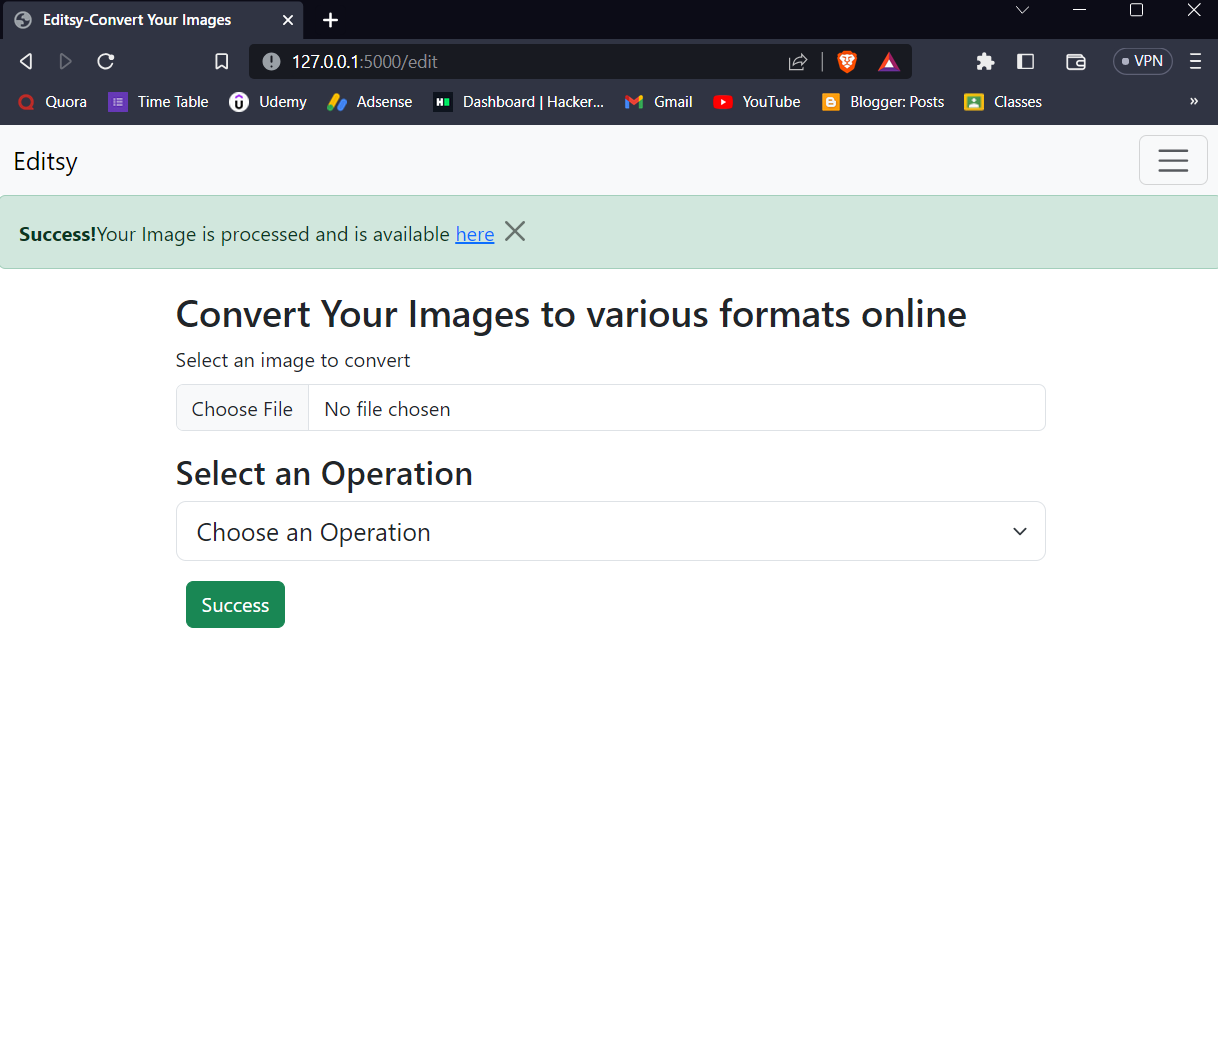 Editsy-Convert Your Images
127.0.0.1:5000/edit
VPN
Quora Time Table Udemy Adsense Dashboard | Hacker... Gmail YouTube Blogger: Posts Classes »
Editsy
Success!Your Image is processed and is available here
Convert Your Images to various formats online
Select an image to convert
Choose File No file chosen
Select an Operation
Choose an Operation
Success